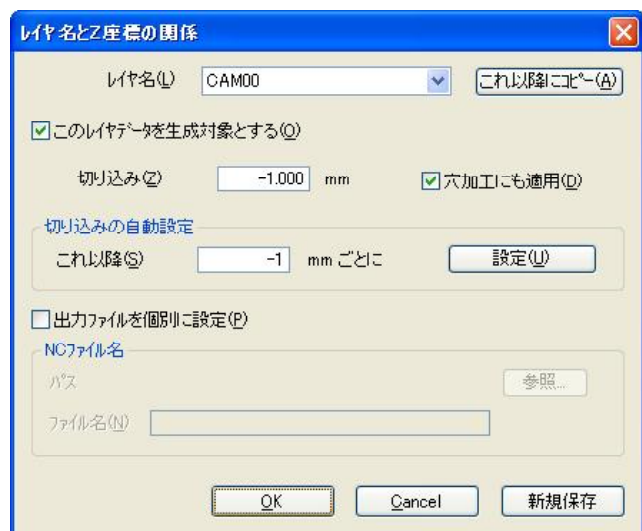 レイヤ名とZ座標の関係
レイヤ名(L) CAM00 これ以降にコピー(A)
このレイヤデータを生成対象とする(O)
切り込み(Z) -1.000 mm 穴加工にも適用(D)
切り込みの自動設定
これ以降(S) -1 mm ごとに 設定(U)
出力ファイルを個別に設定(P)
NCファイル名
パス 参照...
ファイル名(N)
OK Cancel 新規保存